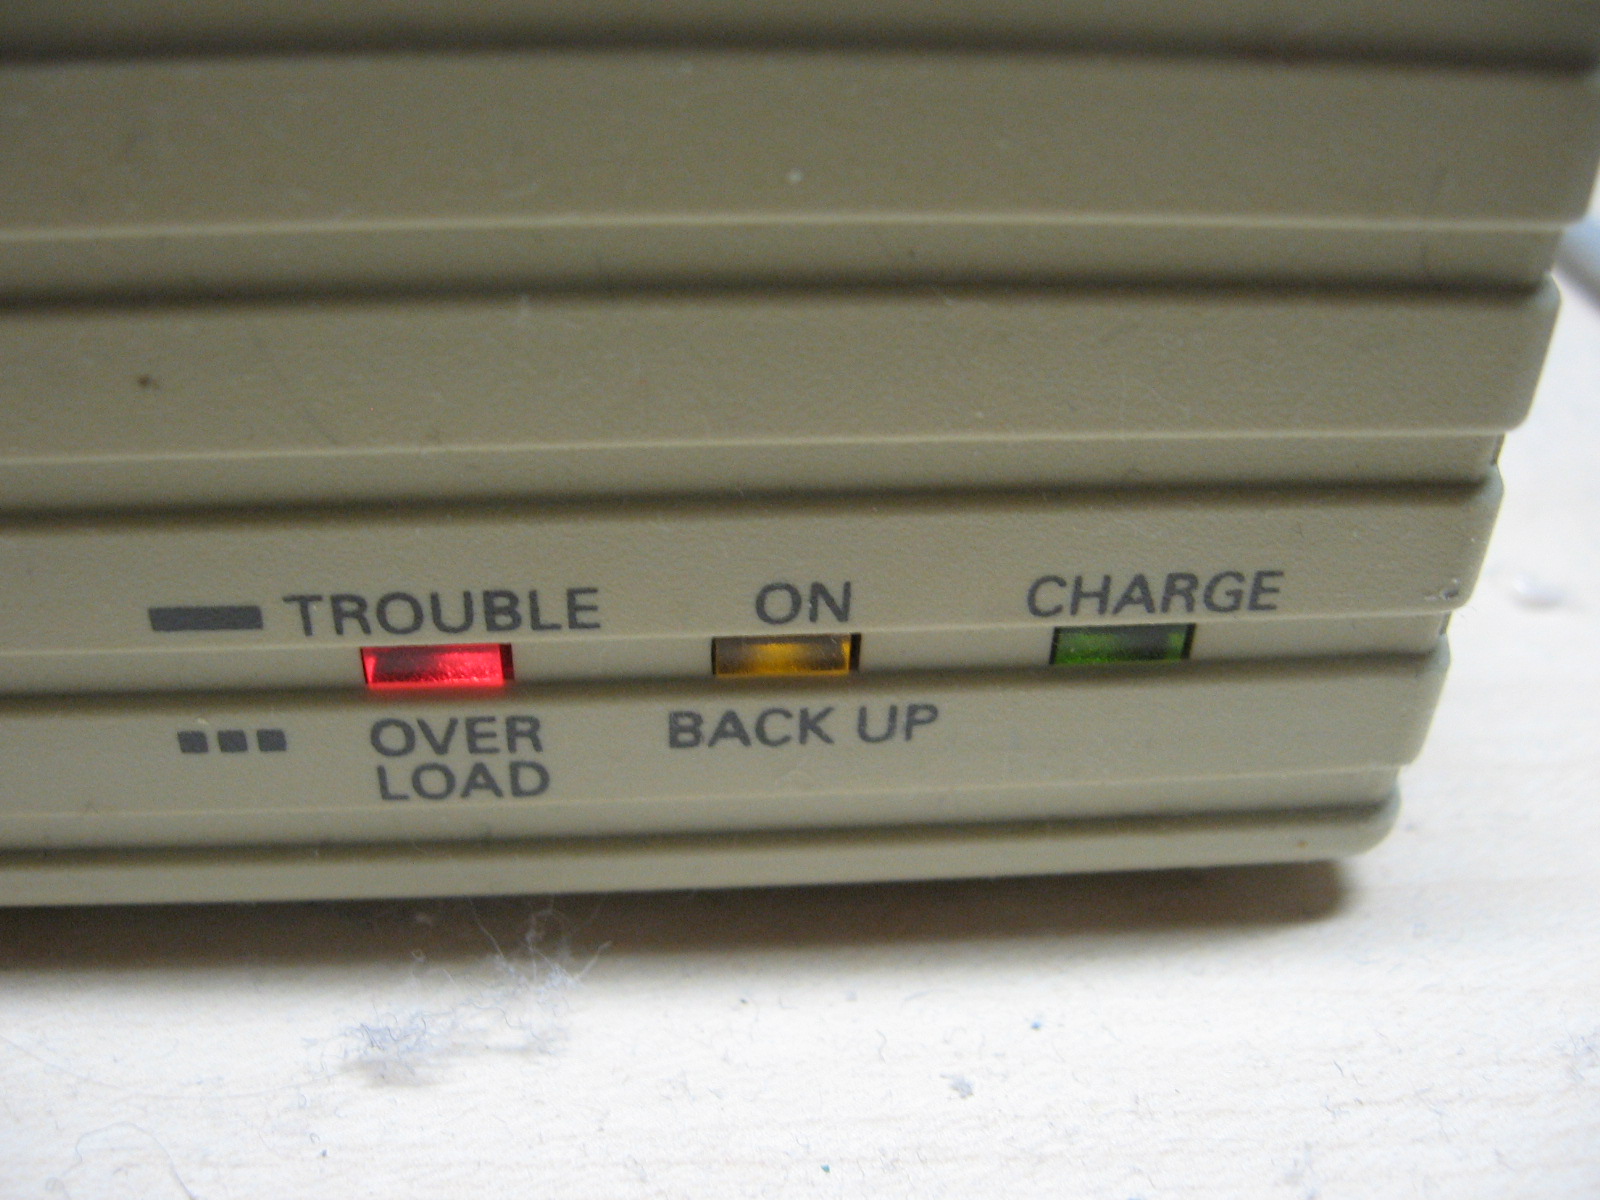 TROUBLE ON CHARGE
OVER BACK UP
LOAD